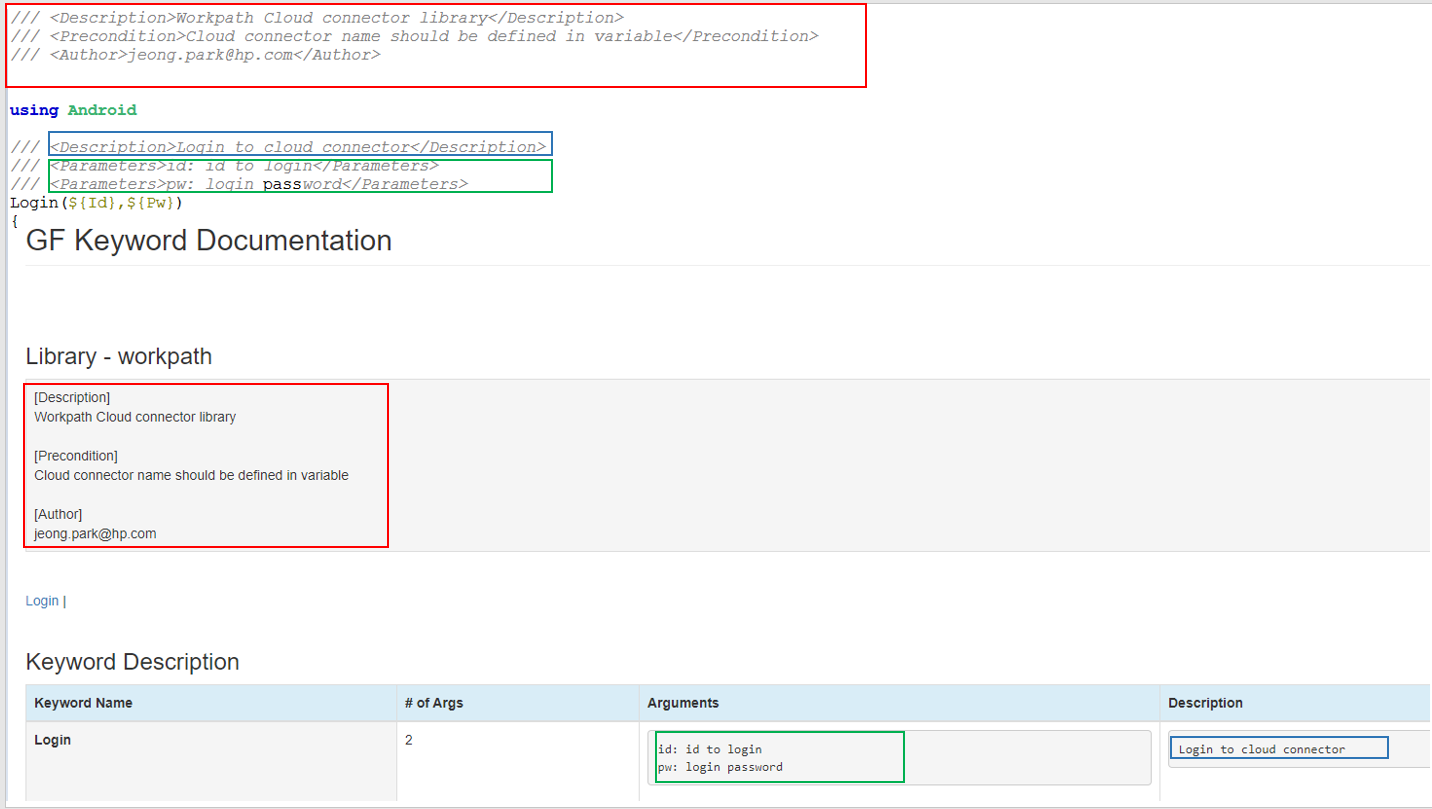 /// <Description>Workpath Cloud connector library</Description>
/// <Precondition>Cloud connector name should be defined in variable</Precondition>
/// <Author>jeong.park@hp.com</Author>
using Android
/// <Description>Login to cloud connector</Description>
/// <Parameters>id: id to login</Parameters>
/// <Parameters>pw: login password</Parameters>
Login(${Id},${Pw})
{
GF Keyword Documentation
Library - workpath
[Description]
Workpath Cloud connector library
[Precondition]
Cloud connector name should be defined in variable
[Author]
jeong.park@hp.com
Login |
Keyword Description
Keyword Name # of Args Arguments Description
Login 2 id: id to login Login to cloud connector
pw: login password